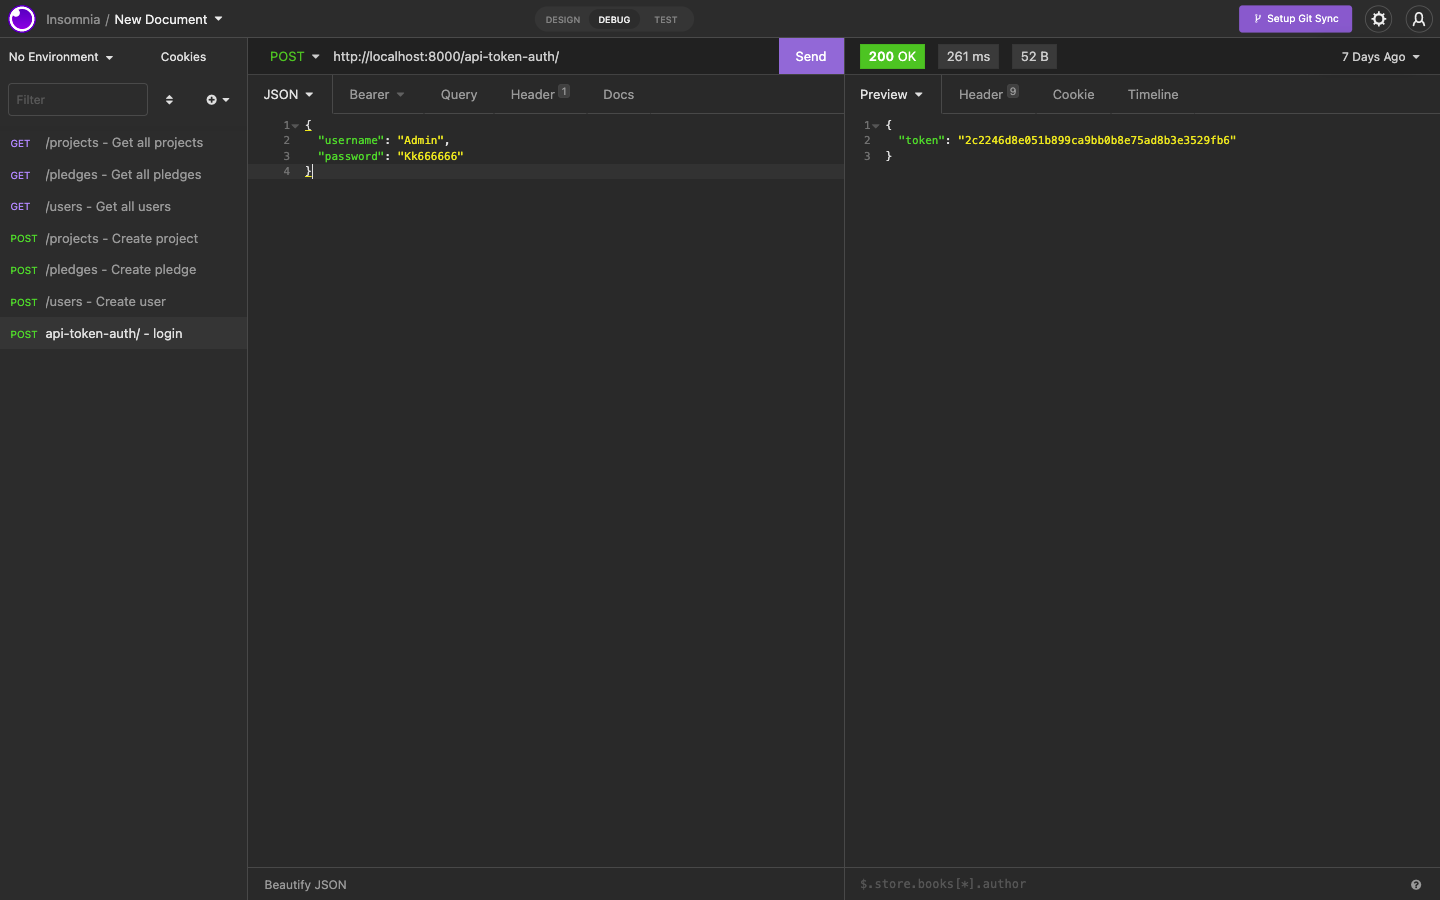 Insomnia / New Document
DESIGN DEBUG TEST
Setup Git Sync
No Environment Cookies
POST http://localhost:8000/api-token-auth/ Send
200 OK 261 ms 52 B 7 Days Ago
Filter
JSON Bearer Query Header 1 Docs
Preview Header 9 Cookie Timeline
GET /projects - Get all projects
GET /pledges - Get all pledges
GET /users - Get all users
POST /projects - Create project
POST /pledges - Create pledge
POST /users - Create user
POST api-token-auth/ - login
1 {
2 "username": "Admin",
3 "password": "Kk666666"
4 }
1 {
2 "token": "2c2246d8e051b899ca9bb0b8e75ad8b3e3529fb6"
3 }
Beautify JSON
$.store.books[*].author